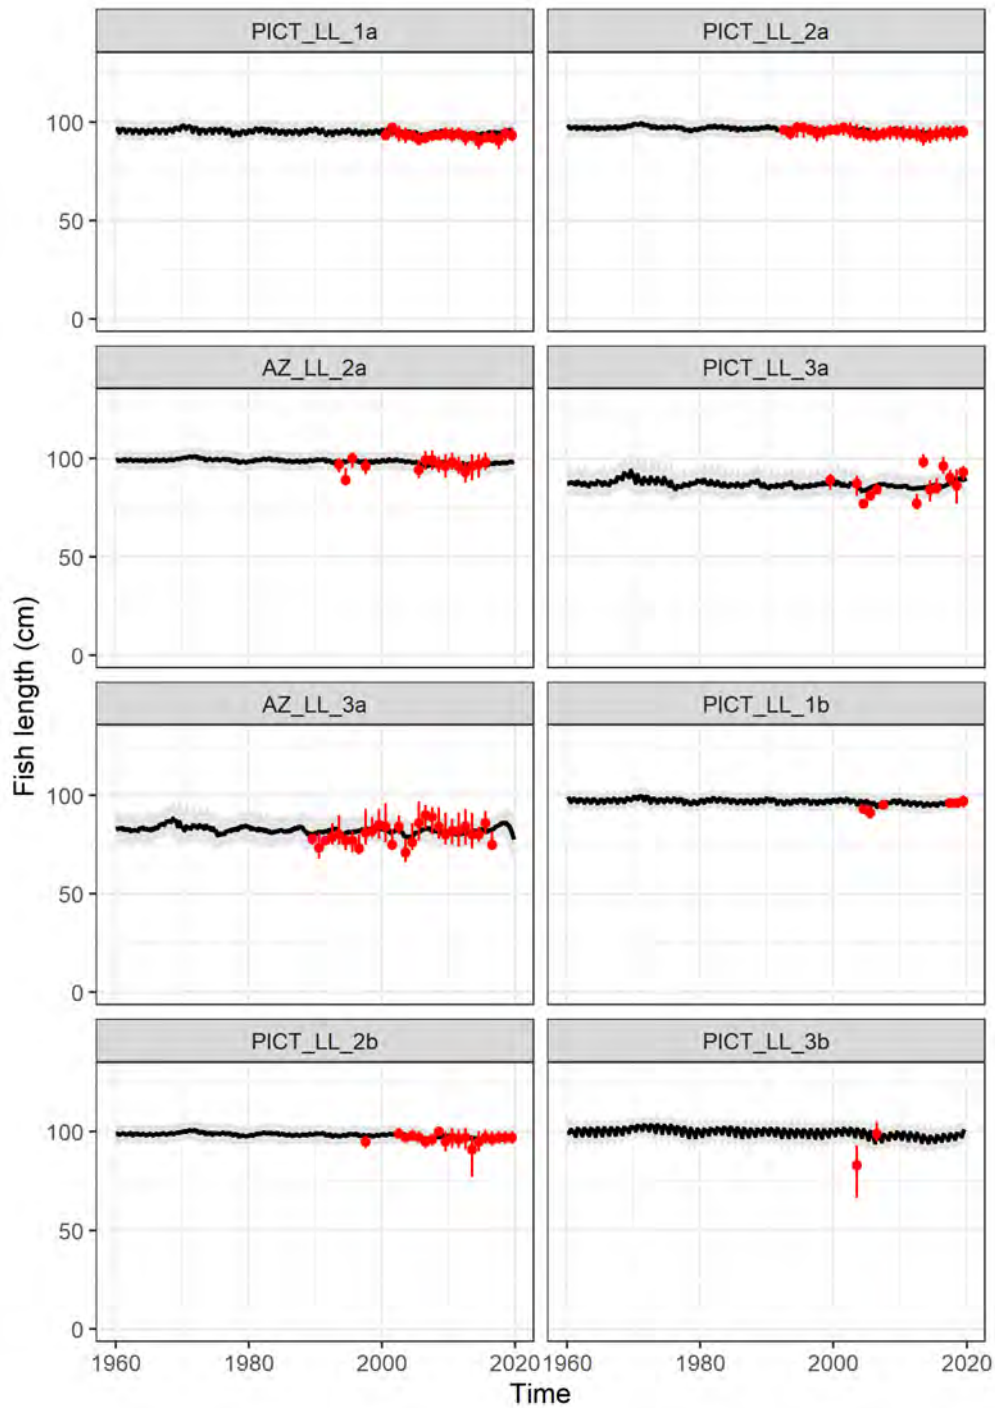 PICT_LL_1a
PICT_LL_2a
100
50
0
AZ_LL_2a
PICT_LL_3a
100
50
0
AZ_LL_3a
PICT_LL_1b
100
50
0
PICT_LL_2b
PICT_LL_3b
100
50
0
Fish length (cm)
1960 1980 2000 2020 1960 1980 2000 2020
Time